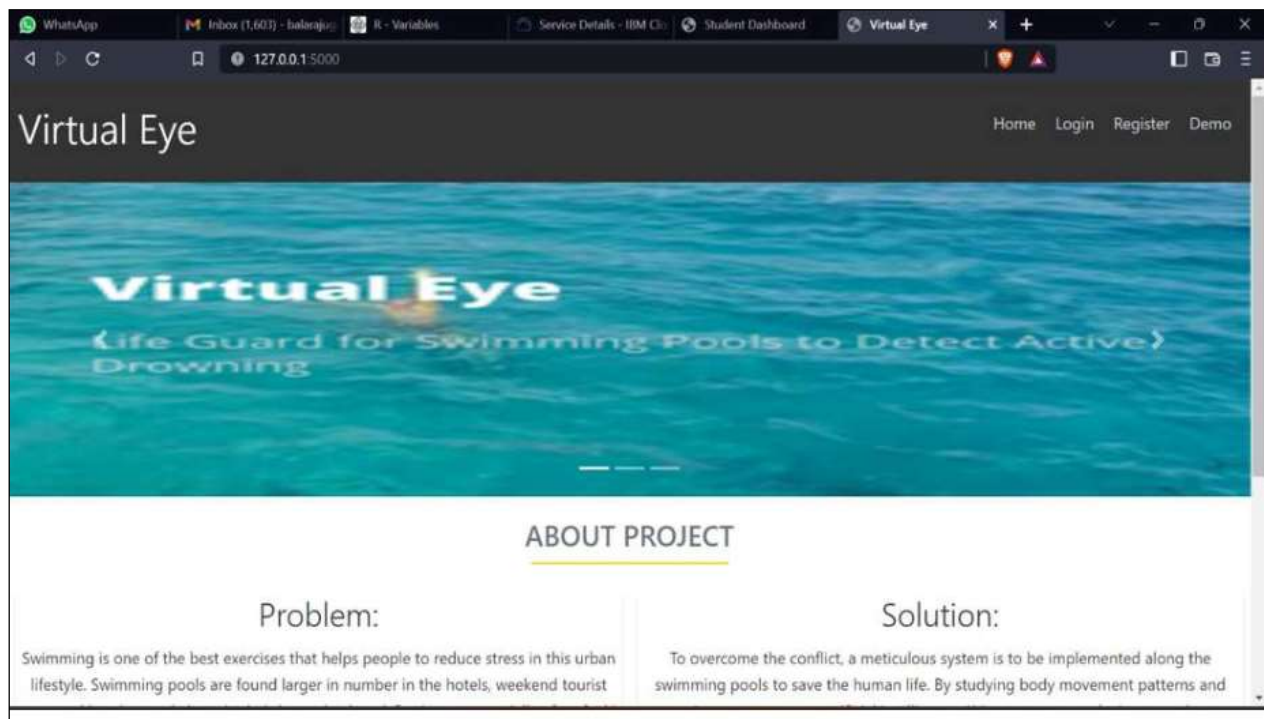 WhatsApp
Inbox (1,603) - balarajug
R - Variables
Service Details - IBM Clo
Student Dashboard
Virtual Eye
127.0.0.1:5000
Virtual Eye
Home Login Register Demo
Virtual Eye
Life Guard for Swimming Pools to Detect Active
Drowning
ABOUT PROJECT
Problem:
Swimming is one of the best exercises that helps people to reduce stress in this urban
lifestyle. Swimming pools are found larger in number in the hotels, weekend tourist
Solution:
To overcome the conflict, a meticulous system is to be implemented along the
swimming pools to save the human life. By studying body movement patterns and